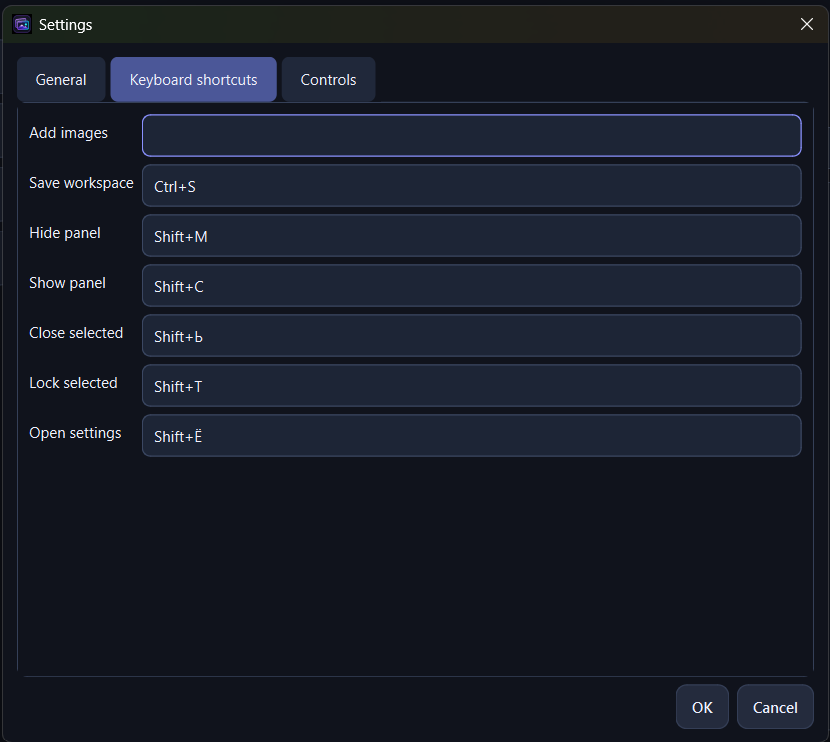 Settings
General
Keyboard shortcuts
Controls
Add images
Save workspace
Ctrl+S
Hide panel
Shift+M
Show panel
Shift+C
Close selected
Shift+Ь
Lock selected
Shift+T
Open settings
Shift+Ё
OK
Cancel